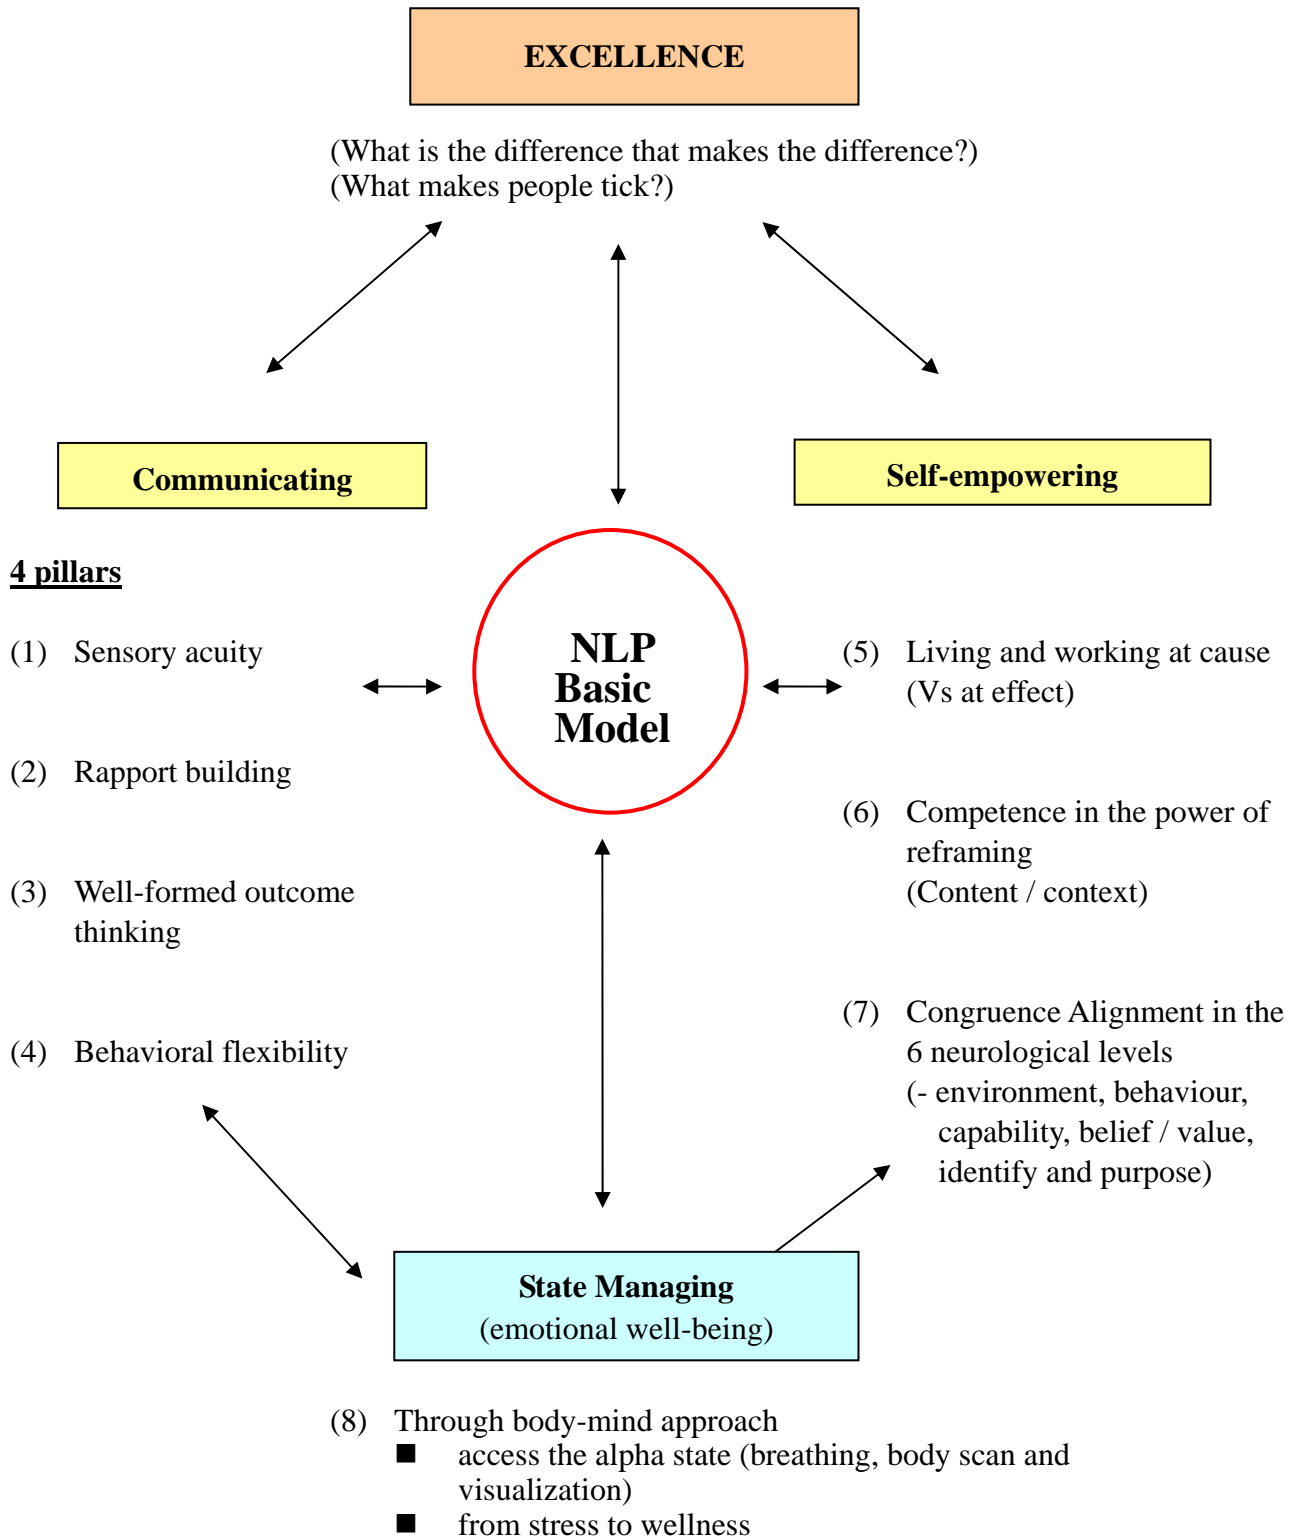 EXCELLENCE
(What is the difference that makes the difference?)
(What makes people tick?)
Communicating
Self-empowering
4 pillars
(1) Sensory acuity
(2) Rapport building
(3) Well-formed outcome
thinking
(4) Behavioral flexibility
NLP
Basic
Model
(5) Living and working at cause
(Vs at effect)
(6) Competence in the power of
reframing
(Content / context)
(7) Congruence Alignment in the
6 neurological levels
(- environment, behaviour,
capability, belief / value,
identify and purpose)
State Managing
(emotional well-being)
(8) Through body-mind approach
■ access the alpha state (breathing, body scan and
visualization)
■ from stress to wellness